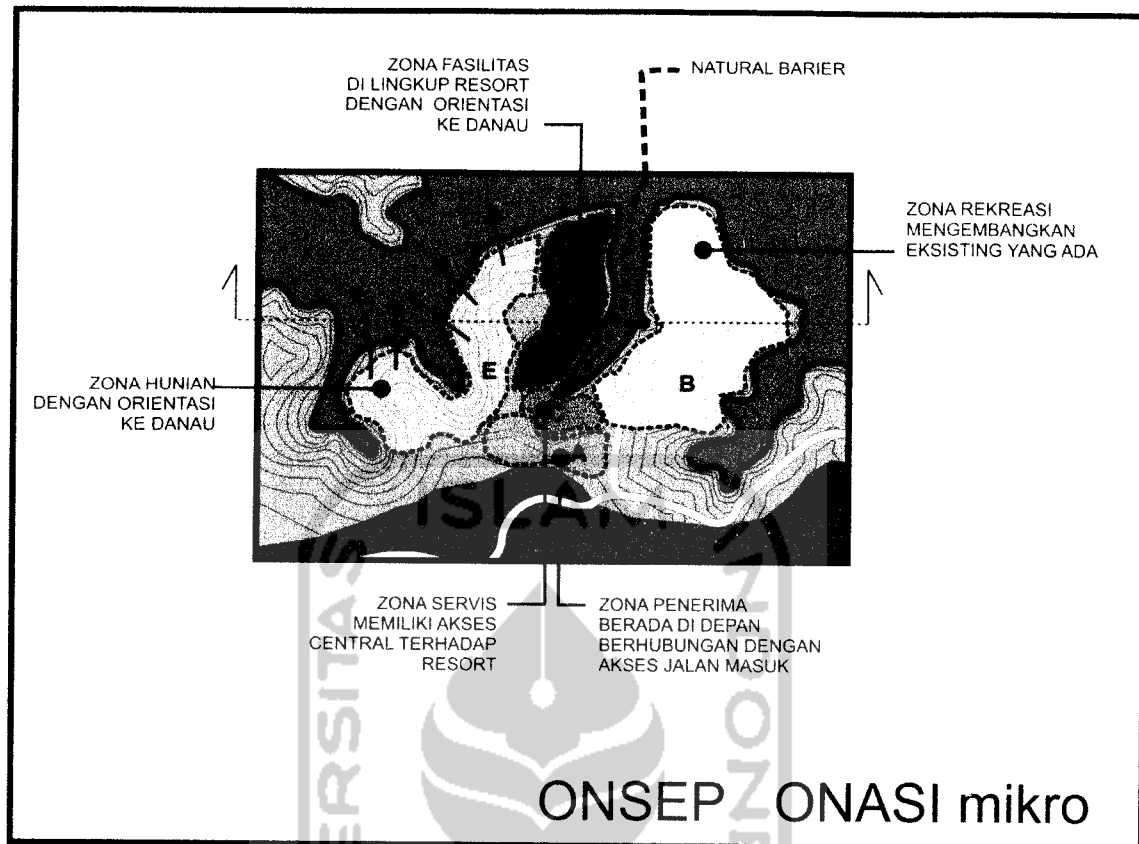 ZONA FASILITAS
DI LINGKUP RESORT
DENGAN ORIENTASI
KE DANAU
NATURAL BARIER
ZONA REKREASI
MENGEMBANGKAN
EKSISTING YANG ADA
ZONA HUNIAN
DENGAN ORIENTASI
KE DANAU
E
B
A
ISLAM
ZONA SERVIS
MEMILIKI AKSES
CENTRAL TERHADAP
RESORT
ZONA PENERIMA
BERADA DI DEPAN
BERHUBUNGAN DENGAN
AKSES JALAN MASUK
ONSEP ONASI mikro